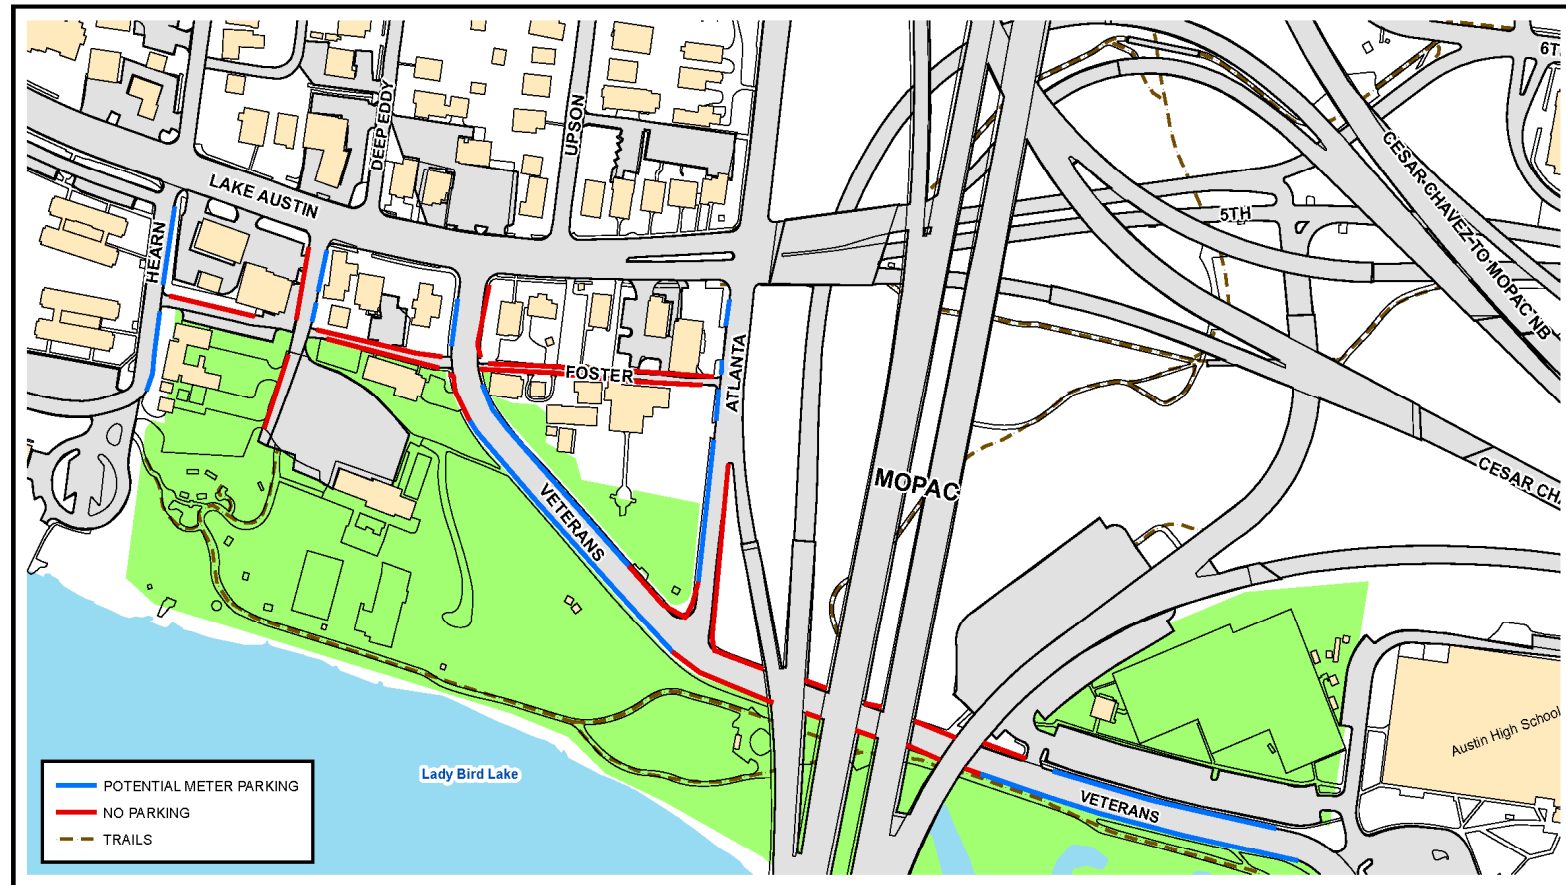 6T
DEEP EDDY
UPSON
CESAR CHAVEZ-TO-MOPAC NB
LAKE AUSTIN
5TH
HEARN
ATLANTA
FOSTER
MOPAC
CESAR CH
VETERANS
Austin High School
Lady Bird Lake
VETERANS
POTENTIAL METER PARKING
NO PARKING
TRAILS